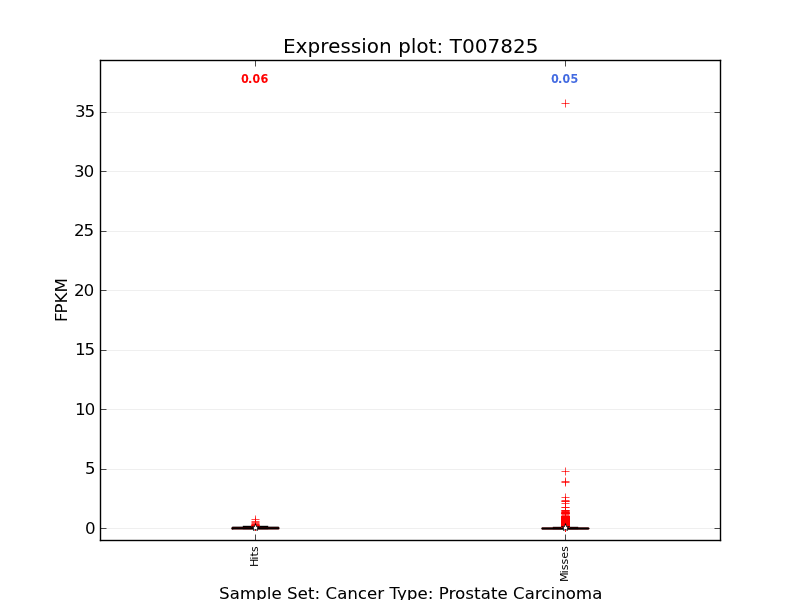 Expression plot: T007825
0.06
0.05
35
30
25
20
15
10
5
0
FPKM
Hits
Misses
Sample Set: Cancer Type: Prostate Carcinoma